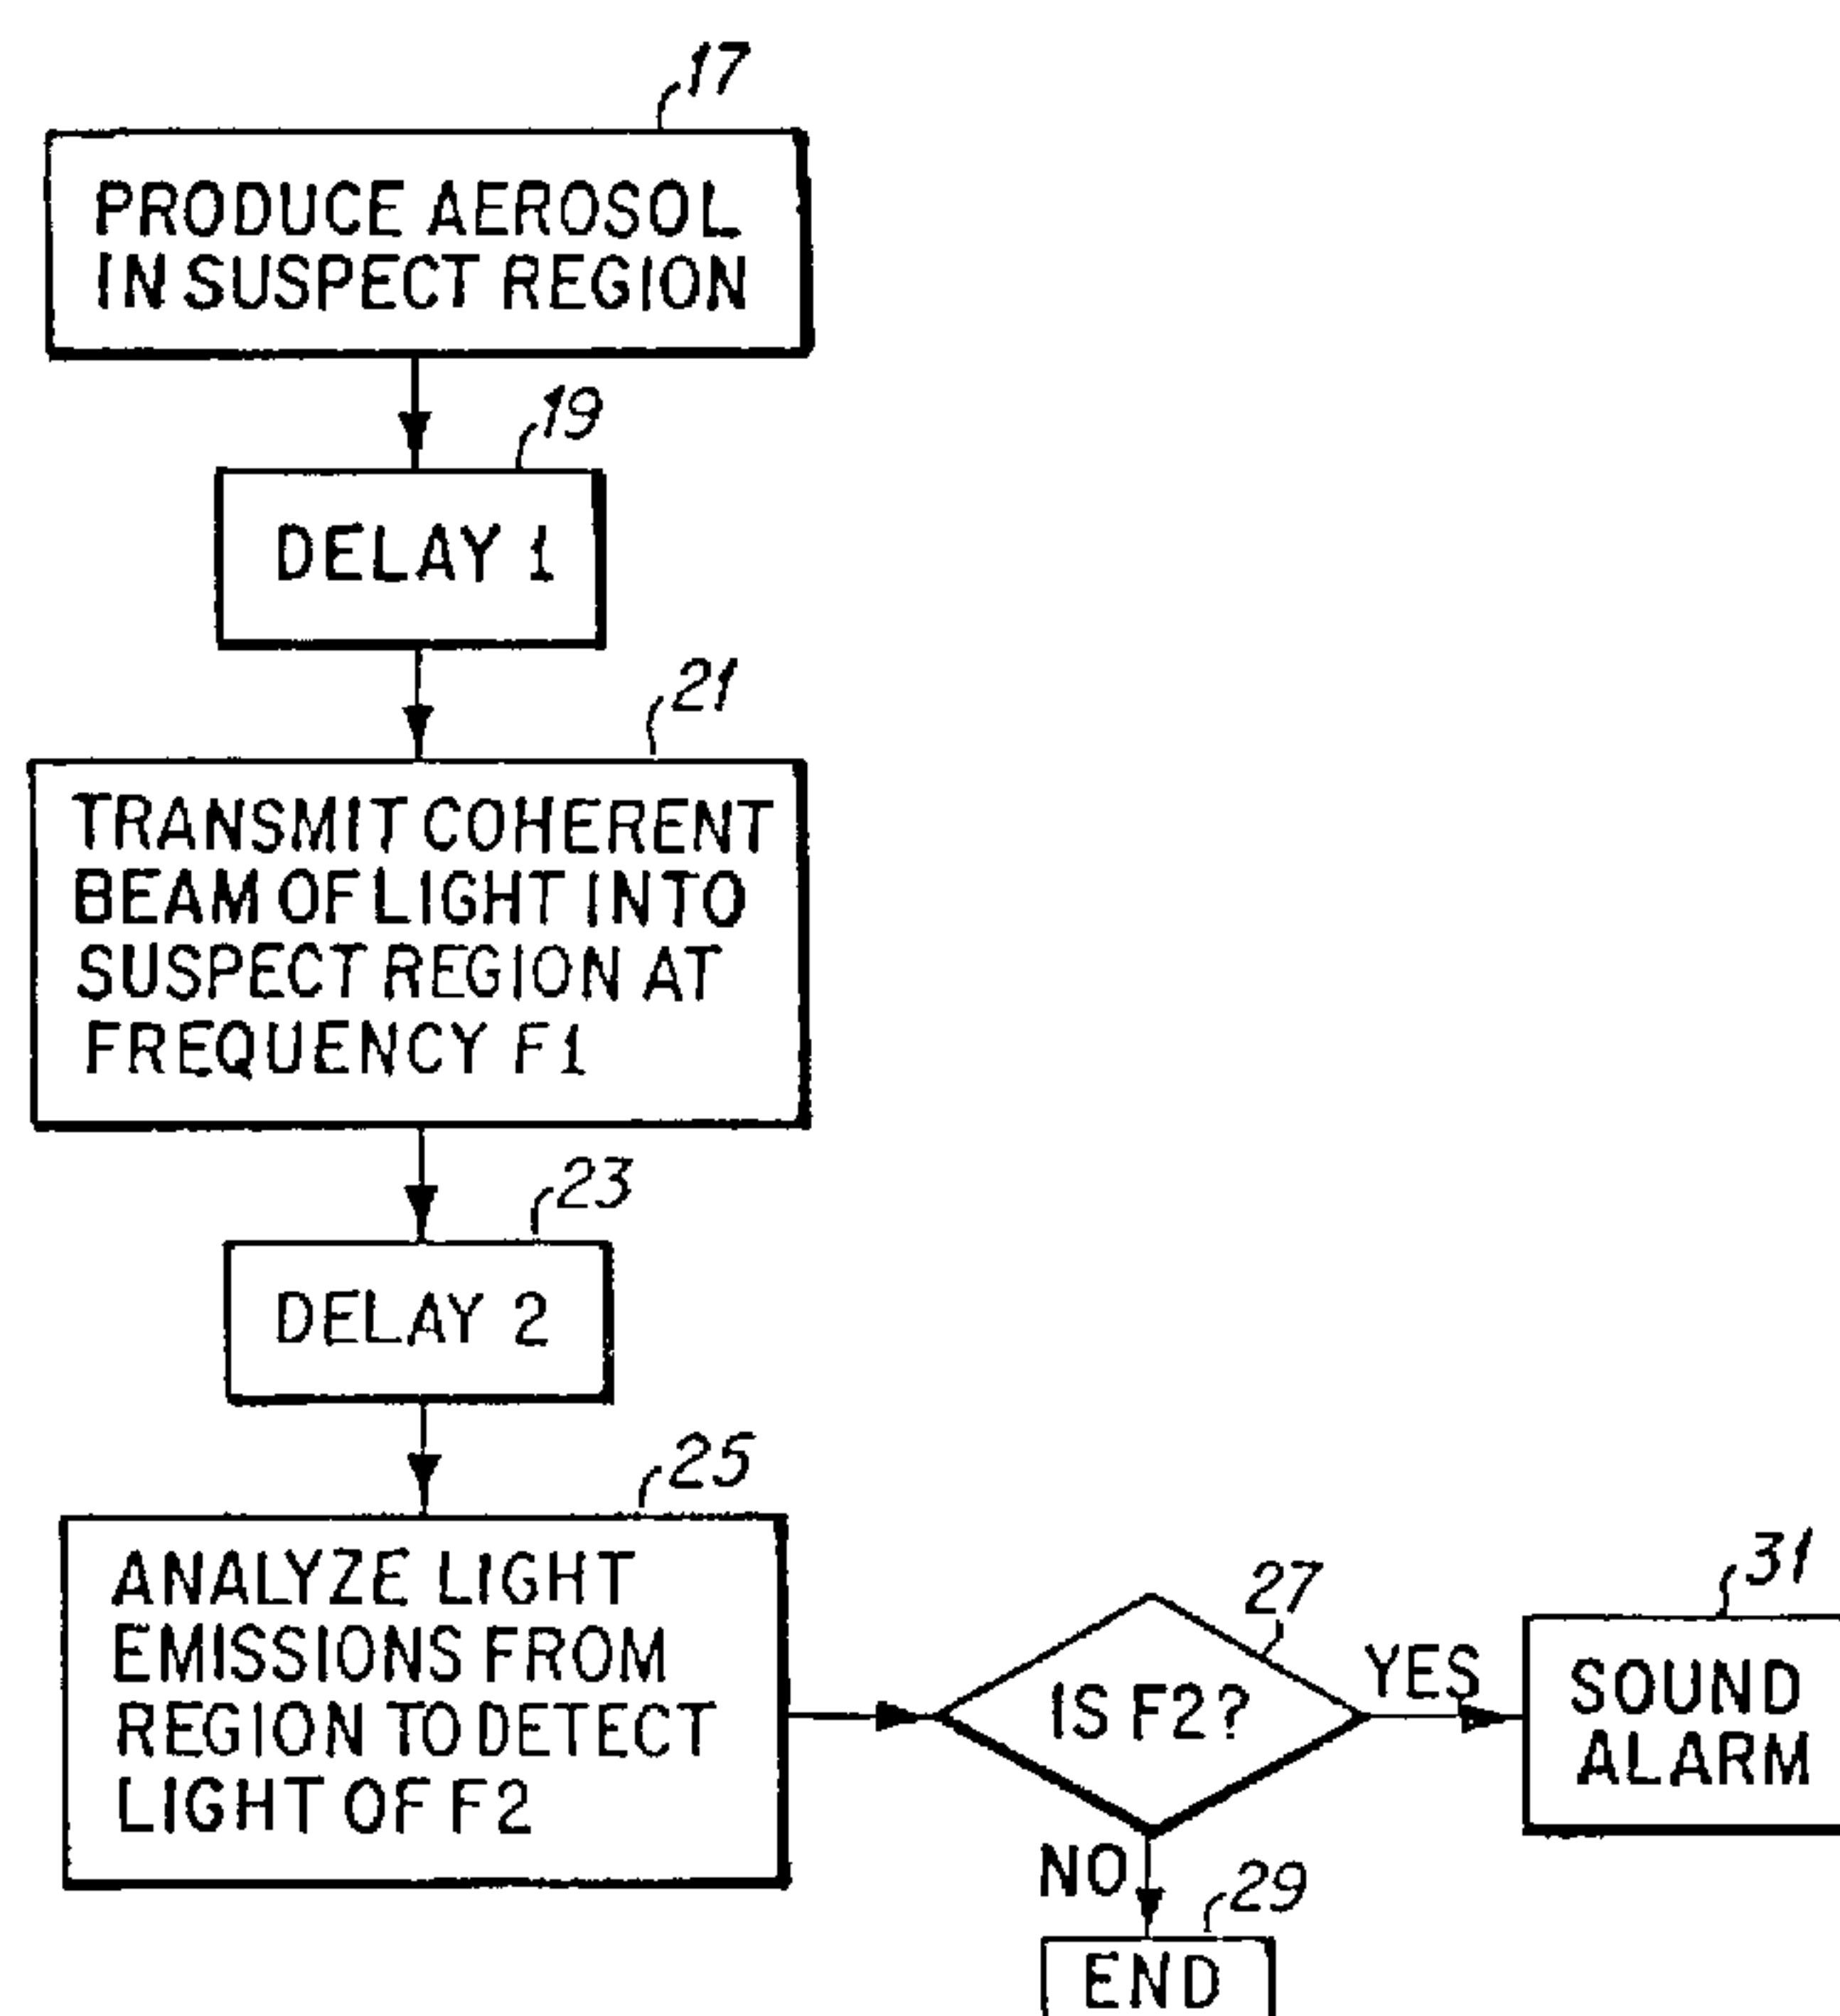 17
PRODUCE AEROSOL
IN SUSPECT REGION
19
DELAY 1
21
TRANSMIT COHERENT
BEAM OF LIGHT INTO
SUSPECT REGION AT
FREQUENCY F1
23
DELAY 2
25
ANALYZE LIGHT
EMISSIONS FROM
REGION TO DETECT
LIGHT OF F2
27
IS F2?
YES
31
SOUND
ALARM
NO
29
END